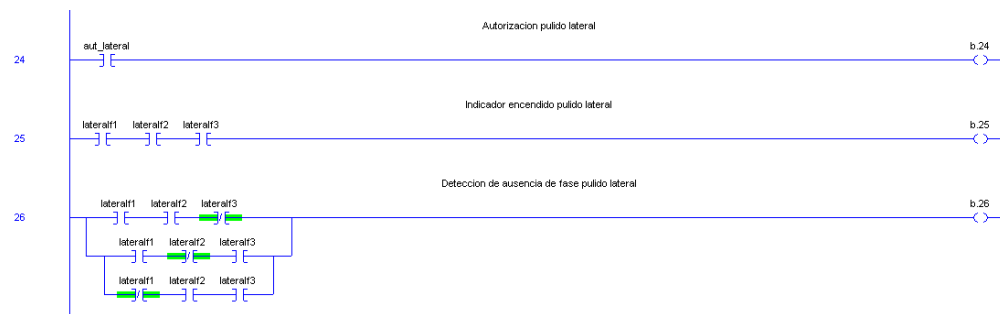 Autorizacion pulido lateral
aut_lateral
b.24
24
Indicador encendido pulido lateral
lateralf1 lateralf2 lateralf3
b.25
25
Deteccion de ausencia de fase pulido lateral
lateralf1 lateralf2 lateralf3
b.26
26
lateralf1 lateralf2 lateralf3
lateralf1 lateralf2 lateralf3